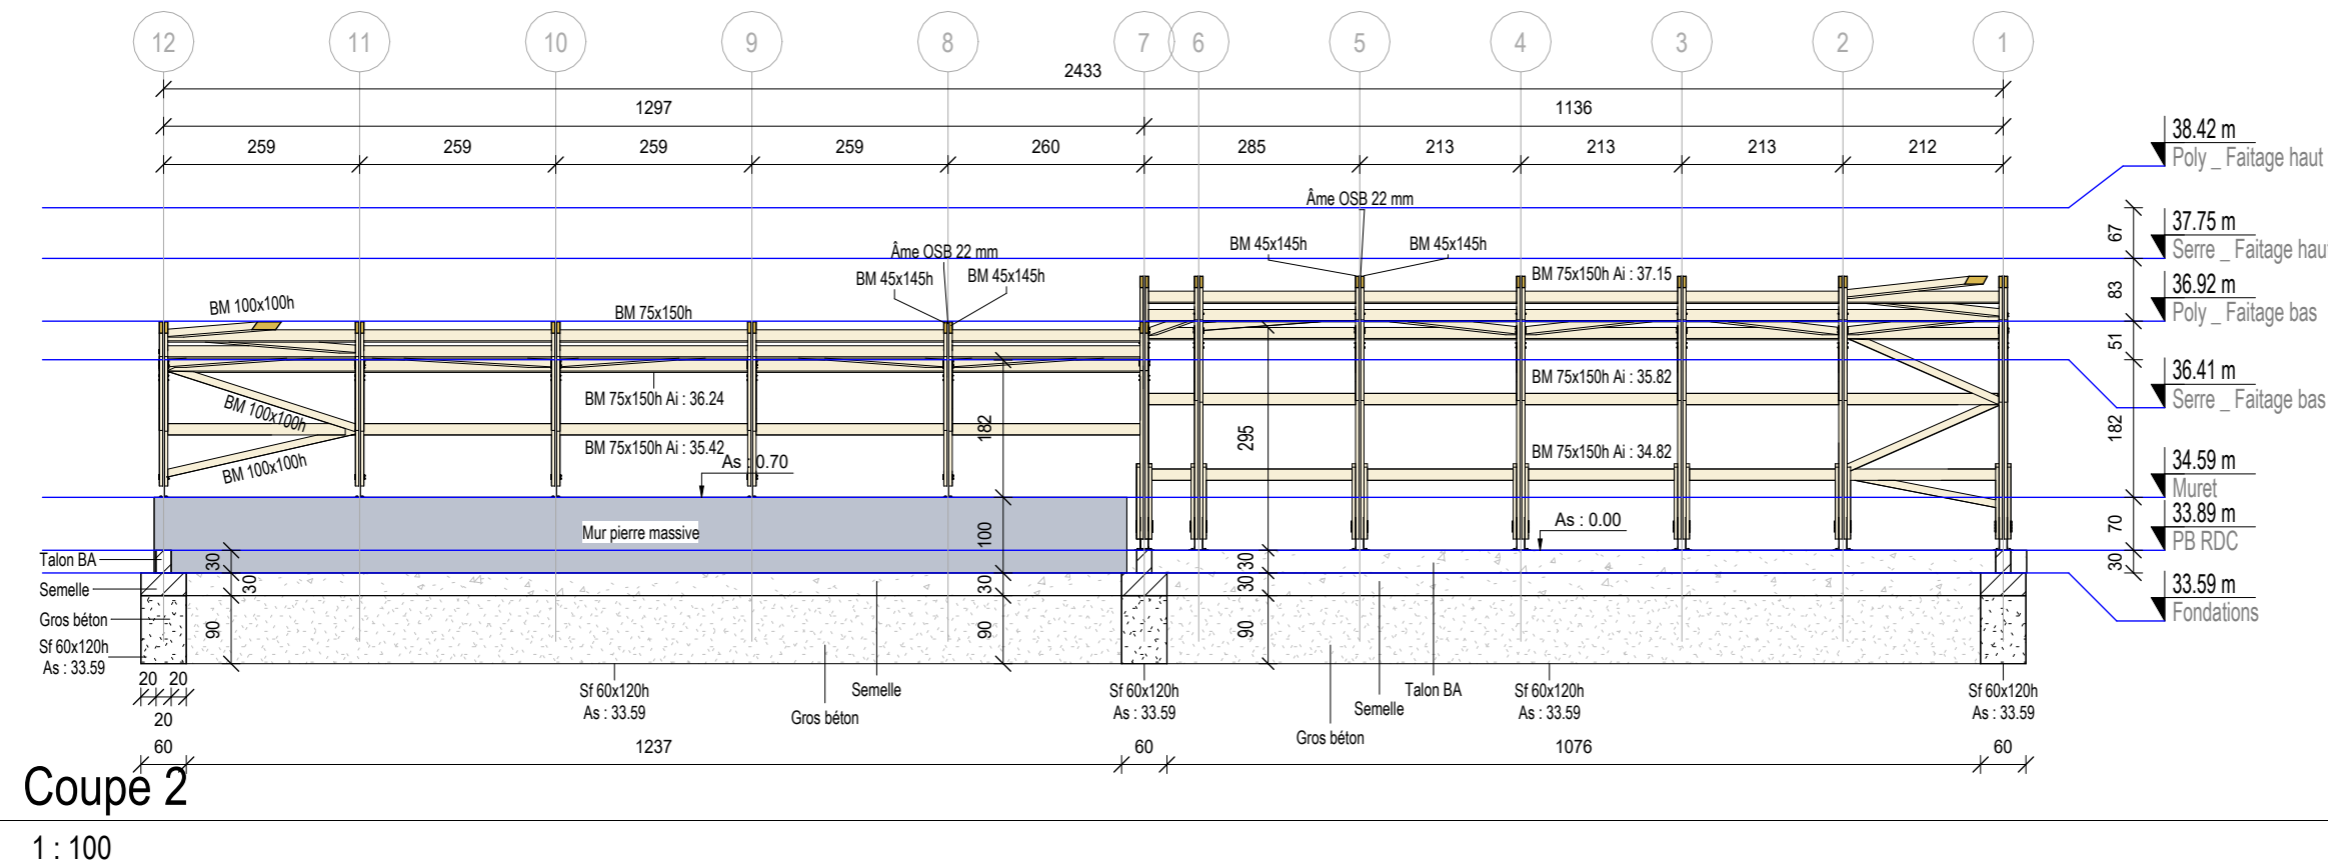 12 11 10 9 8 7 6 5 4 3 2 1
2433
1297 1136
259 259 259 259 260 285 213 213 213 212
38.42 m
Poly _ Faitage haut
67
37.75 m
Serre _ Faitage hau
83
36.92 m
Poly _ Faitage bas
51
36.41 m
Serre _ Faitage bas
182
34.59 m
Muret
70
33.89 m
PB RDC
30
33.59 m
Fondations
Âme OSB 22 mm
BM 45x145h BM 45x145h
Âme OSB 22 mm
BM 45x145h BM 45x145h
BM 100x100h
BM 75x150h
BM 75x150h Ai : 37.15
BM 100x100h
BM 75x150h Ai : 36.24
BM 75x150h Ai : 35.82
182
295
BM 100x100h
BM 75x150h Ai : 35.42
BM 75x150h Ai : 34.82
As : 0.70
As : 0.00
Mur pierre massive
100
Talon BA
30
30
Semelle
30
30
30
Gros béton
90
90
90
Sf 60x120h
As : 33.59
20 20
20
Sf 60x120h
As : 33.59
Gros béton
Semelle
Sf 60x120h
As : 33.59
Gros béton
Semelle
Talon BA
Sf 60x120h
As : 33.59
Sf 60x120h
As : 33.59
60 1237 60 1076 60
Coupe 2
1 : 100